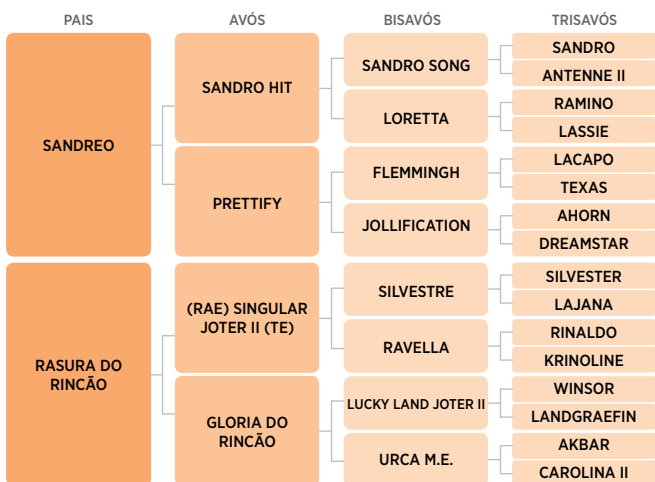 PAIS
AVÓS
BISAVÓS
TRISAVÓS
SANDREO
SANDRO HIT
PRETTIFY
SANDRO SONG
LORETTA
FLEMMINGH
JOLLIFICATION
SANDRO
ANTENNE II
RAMINO
LASSIE
LACAPO
TEXAS
AHORN
DREAMSTAR
RASURA DO
RINCÃO
(RAE) SINGULAR
JOTER II (TE)
GLORIA DO
RINCÃO
SILVESTRE
RAVELLA
LUCKY LAND JOTER II
URCA M.E.
SILVESTER
LAJANA
RINALDO
KRINOLINE
WINSOR
LANDGRAEFIN
AKBAR
CAROLINA II